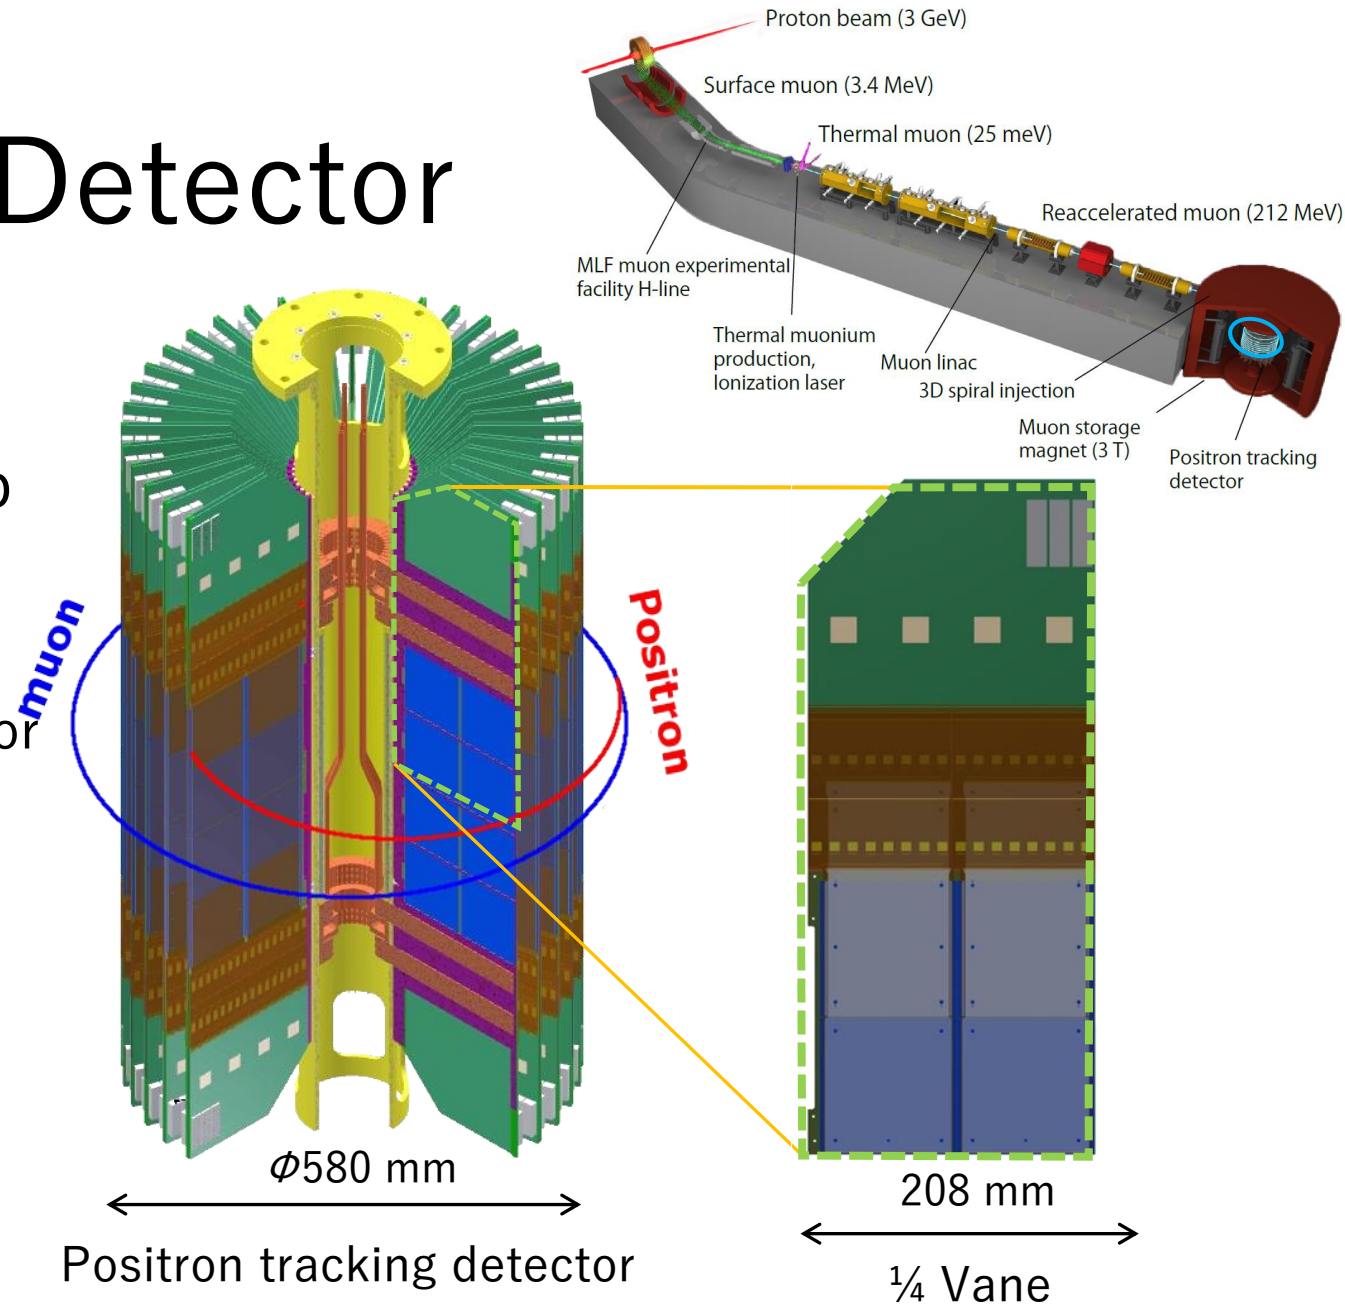 Detector
Proton beam (3 GeV)
Surface muon (3.4 MeV)
Thermal muon (25 meV)
Reaccelerated muon (212 MeV)
MLF muon experimental
facility H-line
Thermal muonium
production,
Ionization laser
Muon linac
3D spiral injection
Muon storage
magnet (3 T)
Positron tracking
detector
muon
Positron
or
Φ580 mm
Positron tracking detector
208 mm
¼ Vane